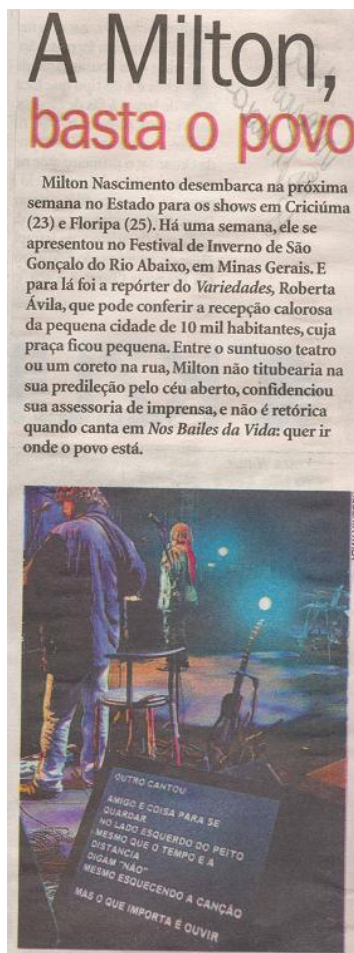 A Milton,
basta o povo
Milton Nascimento desembarca na próxima
semana no Estado para os shows em Criciúma
(23) e Floripa (25). Há uma semana, ele se
apresentou no Festival de Inverno de São
Gonçalo do Rio Abaixo, em Minas Gerais. E
para lá foi a repórter do Variedades, Roberta
Ávila, que pode conferir a recepção calorosa
da pequena cidade de 10 mil habitantes, cuja
praça ficou pequena. Entre o suntuoso teatro
ou um coreto na rua, Milton não titubearia na
sua predileção pelo céu aberto, confidenciou
sua assessoria de imprensa, e não é retórica
quando canta em Nos Bailes da Vida: quer ir
onde o povo está.
OUTRO CANTOU
AMIGO E COISA PARA SE
GUARDAR
NO LADO ESQUERDO DO PEITO
MESMO QUE O TEMPO E A
DISTANCIA
DIGAM "NÃO"
MESMO ESQUECENDO A CANÇÃO
MAS O QUE IMPORTA É OUVIR